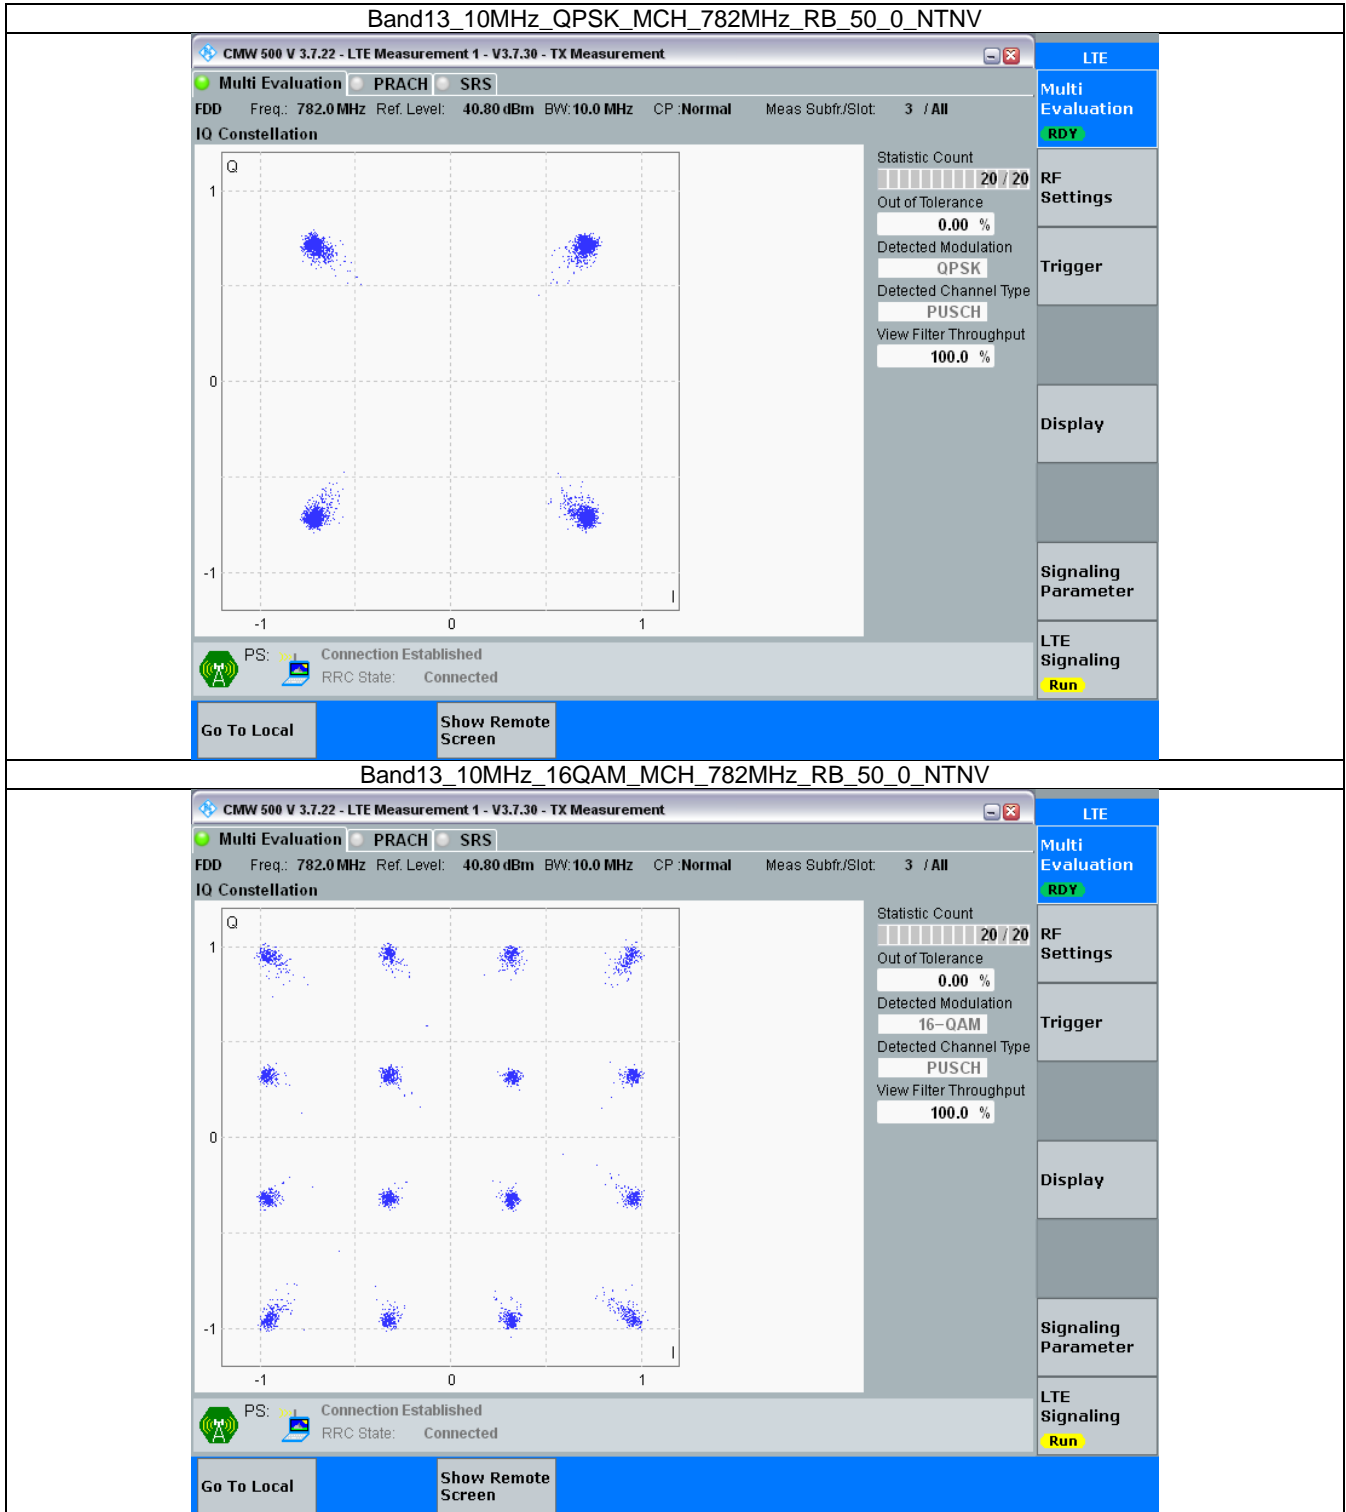 Band13_10MHz_QPSK_MCH_782MHz_RB_50_0_NTNV
CMW 500 V 3.7.22 - LTE Measurement 1 - V3.7.30 - TX Measurement
LTE
Multi Evaluation PRACH SRS
Multi
Evaluation
RDY
FDD Freq.: 782.0 MHz Ref. Level: 40.80 dBm BW: 10.0 MHz CP :Normal Meas Subfr./Slot: 3 / All
IQ Constellation
Q
1
0
-1
-1 0 1
I
Statistic Count
20 / 20
Out of Tolerance
0.00 %
Detected Modulation
QPSK
Detected Channel Type
PUSCH
View Filter Throughput
100.0 %
RF
Settings
Trigger
Display
Signaling
Parameter
LTE
Signaling
Run
PS: Connection Established
RRC State: Connected
Go To Local
Show Remote
Screen
Band13_10MHz_16QAM_MCH_782MHz_RB_50_0_NTNV
CMW 500 V 3.7.22 - LTE Measurement 1 - V3.7.30 - TX Measurement
LTE
Multi Evaluation PRACH SRS
Multi
Evaluation
RDY
FDD Freq.: 782.0 MHz Ref. Level: 40.80 dBm BW: 10.0 MHz CP :Normal Meas Subfr./Slot: 3 / All
IQ Constellation
Q
1
0
-1
-1 0 1
I
Statistic Count
20 / 20
Out of Tolerance
0.00 %
Detected Modulation
16-QAM
Detected Channel Type
PUSCH
View Filter Throughput
100.0 %
RF
Settings
Trigger
Display
Signaling
Parameter
LTE
Signaling
Run
PS: Connection Established
RRC State: Connected
Go To Local
Show Remote
Screen